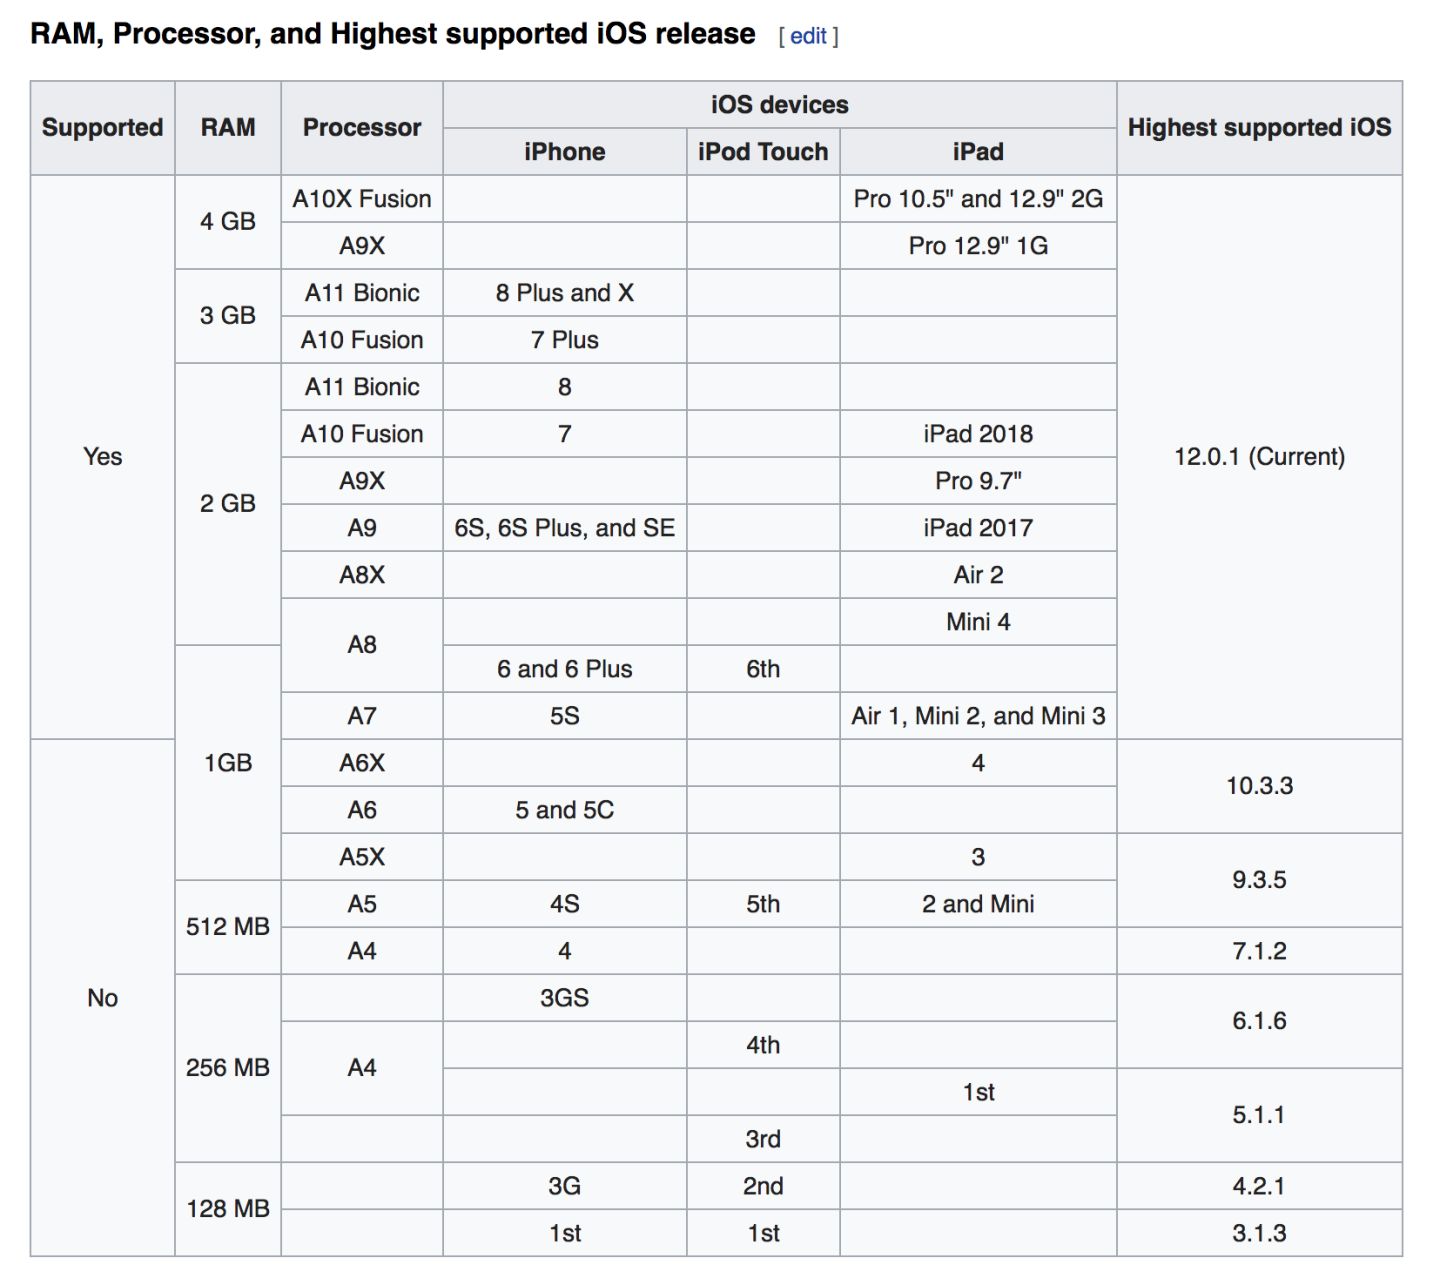 RAM, Processor, and Highest supported iOS release [ edit ]
Supported RAM Processor iOS devices Highest supported iOS
iPhone iPod Touch iPad
Yes 4 GB A10X Fusion Pro 10.5" and 12.9" 2G 12.0.1 (Current)
A9X Pro 12.9" 1G
3 GB A11 Bionic 8 Plus and X
A10 Fusion 7 Plus
2 GB A11 Bionic 8
A10 Fusion 7 iPad 2018
A9X Pro 9.7"
A9 6S, 6S Plus, and SE iPad 2017
A8X Air 2
A8 Mini 4
1GB 6 and 6 Plus 6th
A7 5S Air 1, Mini 2, and Mini 3
No A6X 4 10.3.3
A6 5 and 5C
A5X 3 9.3.5
512 MB A5 4S 5th 2 and Mini
A4 4 7.1.2
256 MB 3GS 6.1.6
A4 4th
1st 5.1.1
3rd
128 MB 3G 2nd 4.2.1
1st 1st 3.1.3